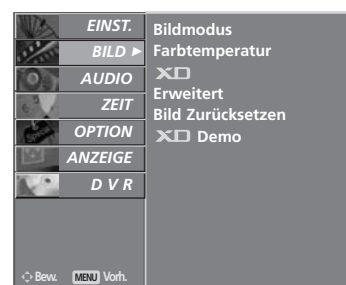 EINST.
BILD ►
AUDIO
ZEIT
OPTION
ANZEIGE
D V R
Bew. MENU Vorh.
Bildmodus
Farbtemperatur
XD
Erweitert
Bild Zurücksetzen
XD Demo